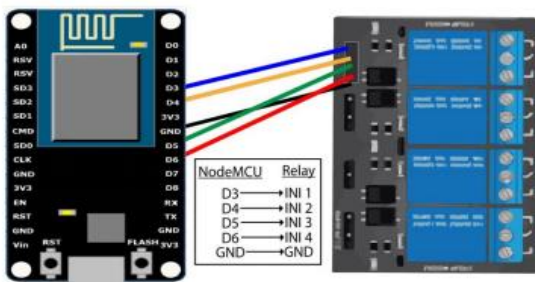 A0
RSV
RSV
SD3
SD2
SD1
CMD
SD0
CLK
GND
3V3
EN
RST
GND
Vin
D0
D1
D2
D3
D4
3V3
GND
D5
D6
D7
D8
RX
TX
GND
3V3
RST
FLASH
NodeMCU Relay
D3 INI 1
D4 INI 2
D5 INI 3
D6 INI 4
GND GND